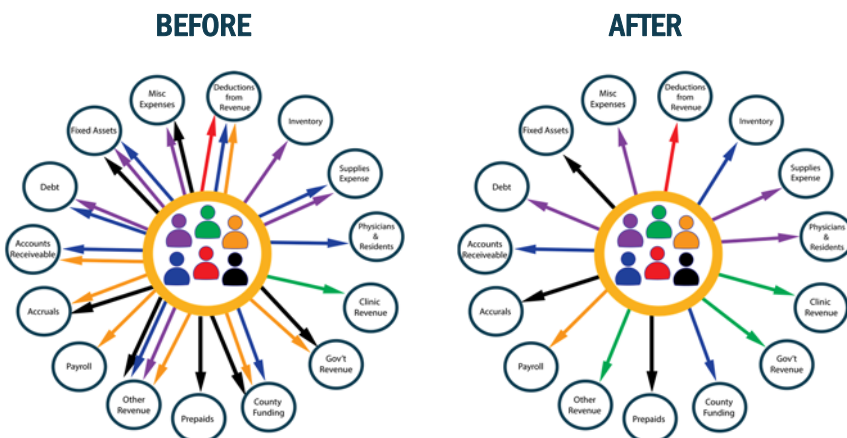 BEFORE
Misc
Expenses
Deductions
from
Revenue
Inventory
Supplies
Expense
Physicians
&
Residents
Clinic
Revenue
Gov't
Revenue
County
Funding
Prepaids
Other
Revenue
Payroll
Accruals
Accounts
Receiveable
Debt
Fixed Assets
AFTER
Misc
Expenses
Deductions
from
Revenue
Inventory
Supplies
Expense
Physicians
&
Residents
Clinic
Revenue
Gov't
Revenue
County
Funding
Prepaids
Other
Revenue
Payroll
Accurals
Accounts
Receiveable
Debt
Fixed Assets